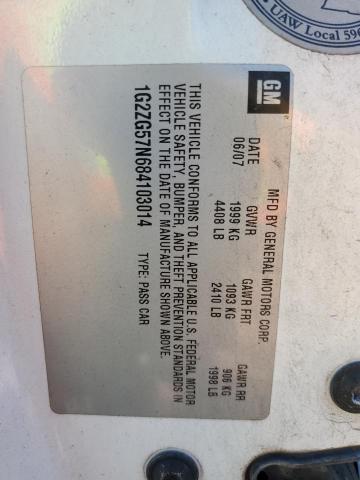 UAW Local 596
GM
MFD BY GENERAL MOTORS CORP.
DATE GVWR GAWR FRT GAWR RR
06/07 1999 KG 1093 KG 906 KG
4408 LB 2410 LB 1998 LB
THIS VEHICLE CONFORMS TO ALL APPLICABLE U.S. FEDERAL MOTOR
VEHICLE SAFETY, BUMPER, AND THEFT PREVENTION STANDARDS IN
EFFECT ON THE DATE OF MANUFACTURE SHOWN ABOVE.
1G2ZG57N684103014 TYPE: PASS CAR